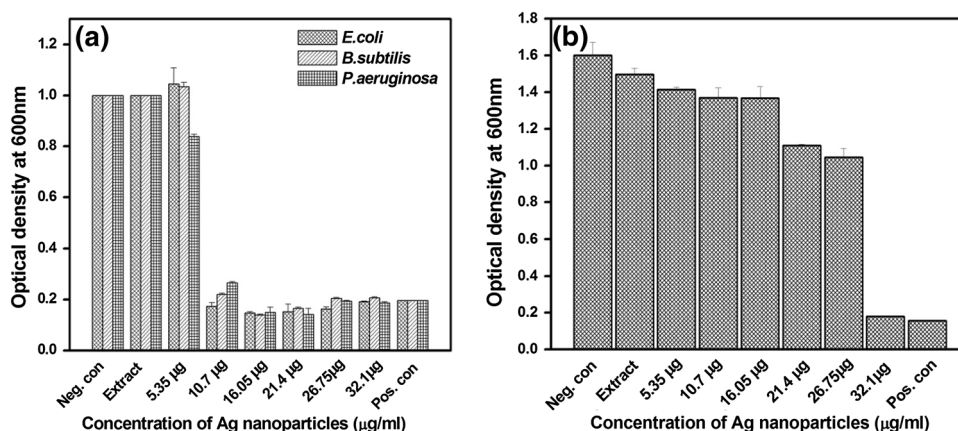 (a)
E.coli
B.subtilis
P.aeruginosa
Optical density at 600nm
1.2
1.0
0.8
0.6
0.4
0.2
0.0
Neg. con
Extract
5.35 µg
10.7 µg
16.05 µg
21.4 µg
26.75µg
32.1µg
Pos. con
Concentration of Ag nanoparticles (µg/ml)
(b)
Optical density at 600nm
1.8
1.6
1.4
1.2
1.0
0.8
0.6
0.4
0.2
0.0
Neg. con
Extract
5.35 µg
10.7 µg
16.05 µg
21.4 µg
26.75µg
32.1µg
Pos. con
Concentration of Ag nanoparticles (µg/ml)